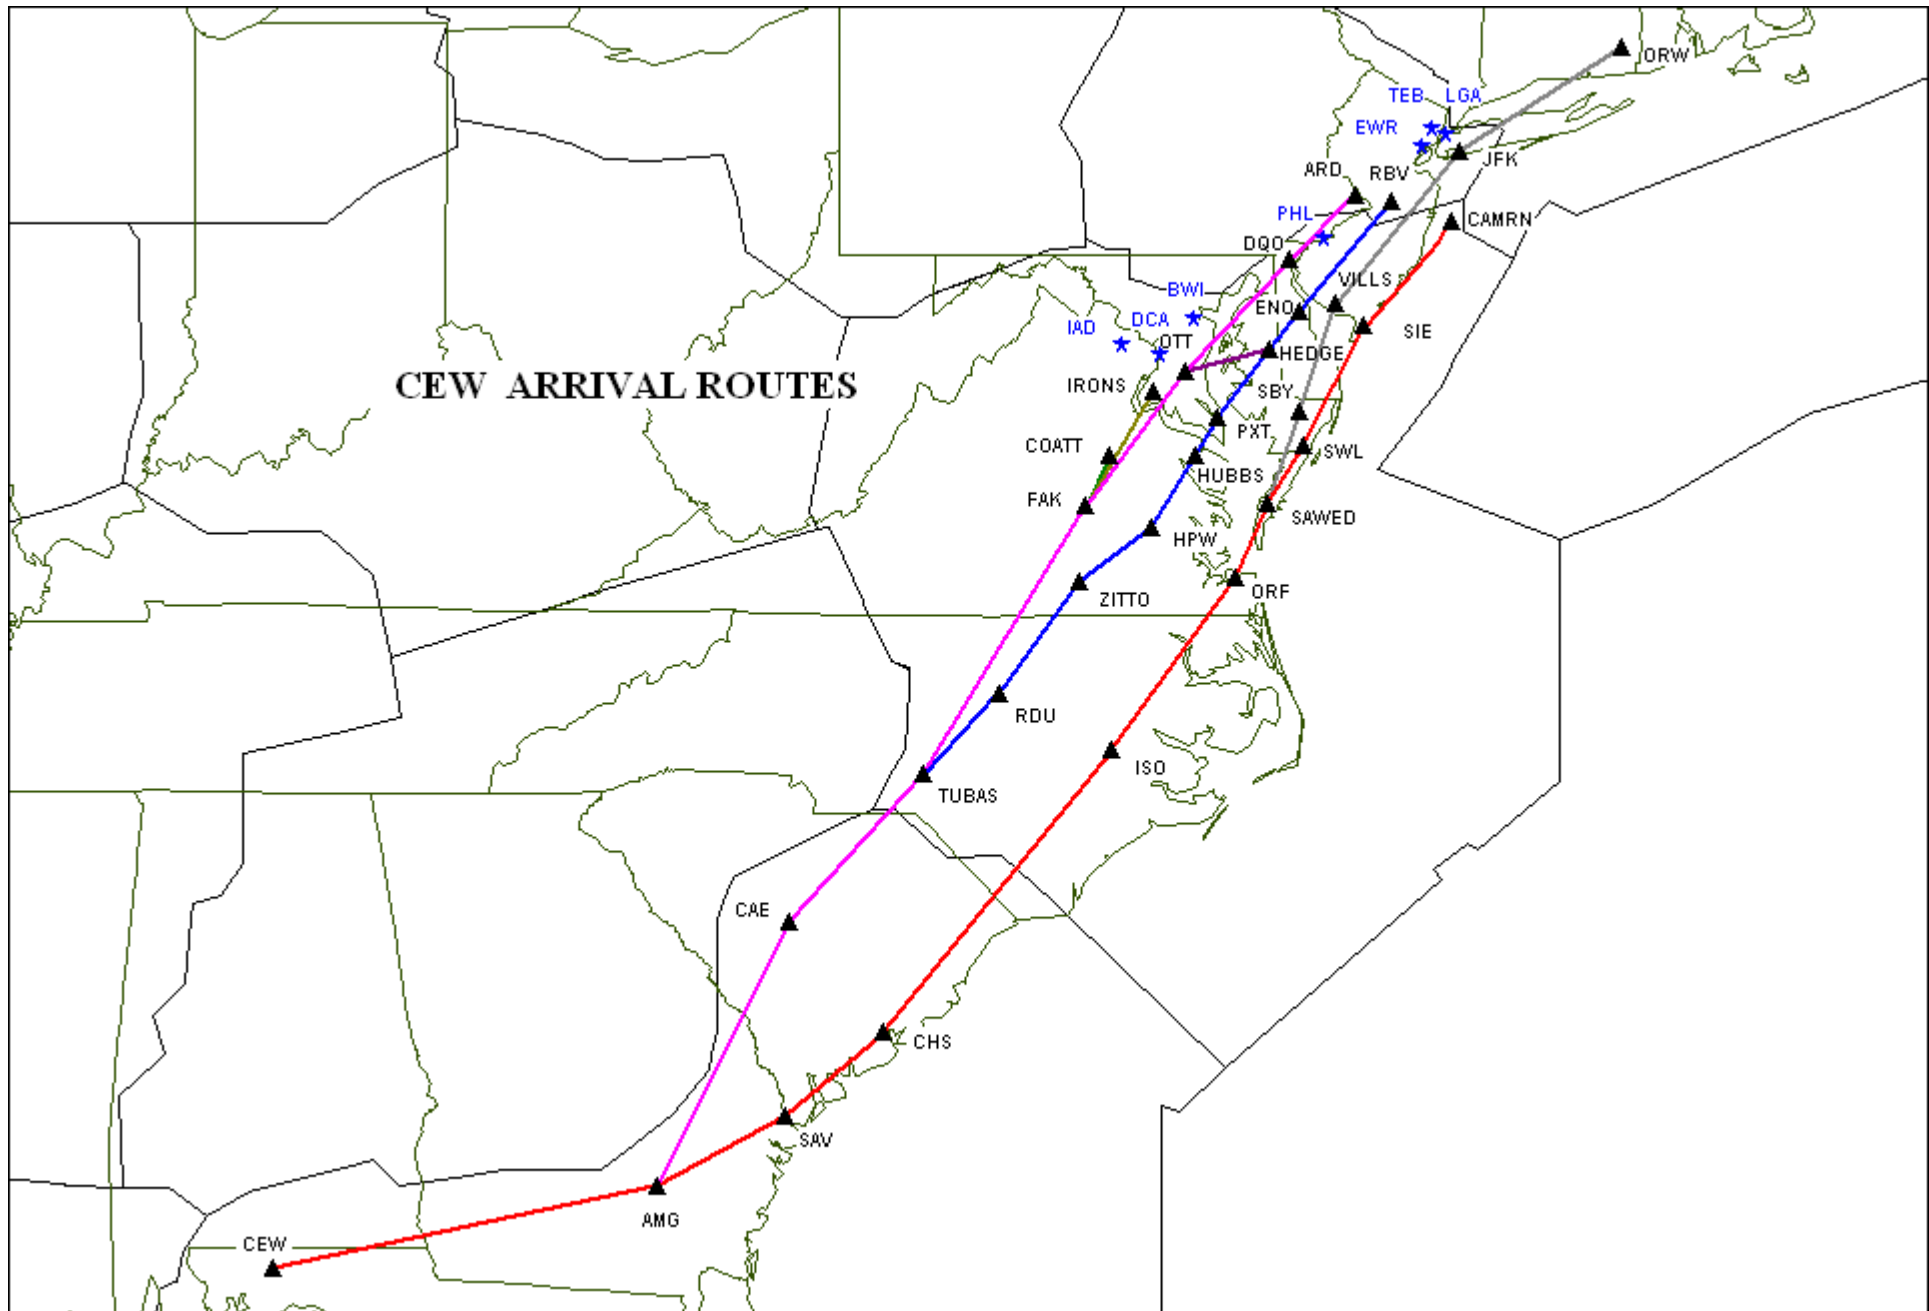 ORW
TEB LGA
EWR
JFK
ARD RBV
PHL
CAMRN
DQO
VILLS
BWI
ENO
IAD DCA
SIE
OTT
HEDGE
CEW ARRIVAL ROUTES
IRONS
SBY
PXT
COATT
SWL
HUBBS
FAK
SAWED
HPW
ORF
ZITTO
RDU
ISO
TUBAS
CAE
CHS
SAV
AMG
CEW